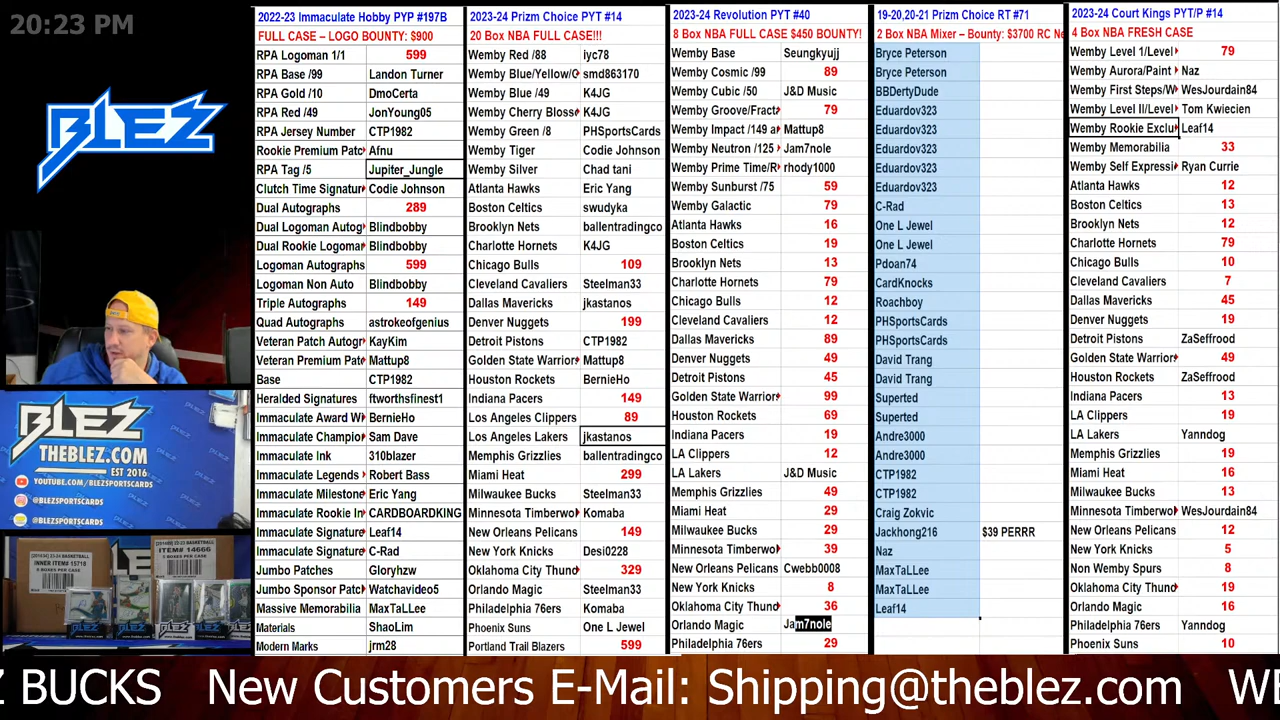 20:23 PM
BLEZ
BLEZ
THEBLEZ.COM
EST 2016
YOUTUBE.COM/BLEZSPORTSCARDS
@BLEZSPORTSCARDS
@BLEZSPORTSCARDS
INNER ITEM# 15718
ITEM# 14666
2022-23 Immaculate Hobby PYP #197B
FULL CASE – LOGO BOUNTY: $900
RPA Logoman 1/1 599
RPA Base /99 Landon Turner
RPA Gold /10 DmoCerta
RPA Red /49 JonYoung05
RPA Jersey Number CTP1982
Rookie Premium Patc Afnu
RPA Tag /5 Jupiter_Jungle
Clutch Time Signatur Codie Johnson
Dual Autographs 289
Dual Logoman Autog Blindbobby
Dual Rookie Logoma Blindbobby
Logoman Autographs 599
Logoman Non Auto Blindbobby
Triple Autographs 149
Quad Autographs astrokeofgenius
Veteran Patch Autogr KayKim
Veteran Premium Pat Mattup8
Base CTP1982
Heralded Signatures ftworthsfinest1
Immaculate Award Wi BernieHo
Immaculate Champio Sam Dave
Immaculate Ink 310blazer
Immaculate Legends Robert Bass
Immaculate Milestone Eric Yang
Immaculate Rookie In CARDBOARDKING
Immaculate Signature Leaf14
Immaculate Signature C-Rad
Jumbo Patches Gloryhzw
Jumbo Sponsor Patc Watchavideo5
Massive Memorabilia MaxTaLLee
Materials ShaoLim
Modern Marks jrm28
2023-24 Prizm Choice PYT #14
20 Box NBA FULL CASE!!!
Wemby Red /88 iyc78
Wemby Blue/Yellow/G smd863170
Wemby Blue /49 K4JG
Wemby Cherry Bloss K4JG
Wemby Green /8 PHSportsCards
Wemby Tiger Codie Johnson
Wemby Silver Chad tani
Atlanta Hawks Eric Yang
Boston Celtics swudyka
Brooklyn Nets ballentradingco
Charlotte Hornets K4JG
Chicago Bulls 109
Cleveland Cavaliers Steelman33
Dallas Mavericks jkastanos
Denver Nuggets 199
Detroit Pistons CTP1982
Golden State Warrior Mattup8
Houston Rockets BernieHo
Indiana Pacers 149
Los Angeles Clippers 89
Los Angeles Lakers jkastanos
Memphis Grizzlies ballentradingco
Miami Heat 299
Milwaukee Bucks Steelman33
Minnesota Timberwo Komaba
New Orleans Pelicans 149
New York Knicks Desi0228
Oklahoma City Thund 329
Orlando Magic Steelman33
Philadelphia 76ers Komaba
Phoenix Suns One L Jewel
Portland Trail Blazers 599
2023-24 Revolution PYT #40
8 Box NBA FULL CASE $450 BOUNTY!
Wemby Base Seungkyujj
Wemby Cosmic /99 89
Wemby Cubic /50 J&D Music
Wemby Groove/Fract 79
Wemby Impact /149 a Mattup8
Wemby Neutron /125 Jam7nole
Wemby Prime Time/R rhody1000
Wemby Sunburst /75 59
Wemby Galactic 79
Atlanta Hawks 16
Boston Celtics 19
Brooklyn Nets 13
Charlotte Hornets 79
Chicago Bulls 12
Cleveland Cavaliers 12
Dallas Mavericks 89
Denver Nuggets 49
Detroit Pistons 45
Golden State Warrior 99
Houston Rockets 69
Indiana Pacers 19
LA Clippers 12
LA Lakers J&D Music
Memphis Grizzlies 49
Miami Heat 29
Milwaukee Bucks 29
Minnesota Timberwo 39
New Orleans Pelicans Cwebb0008
New York Knicks 8
Oklahoma City Thund 36
Orlando Magic Jam7nole
Philadelphia 76ers 29
19-20,20-21 Prizm Choice RT #71
2 Box NBA Mixer – Bounty: $3700 RC Ne
Bryce Peterson
Bryce Peterson
BBDertyDude
Eduardov323
Eduardov323
Eduardov323
Eduardov323
Eduardov323
C-Rad
One L Jewel
One L Jewel
Pdoan74
CardKnocks
Roachboy
PHSportsCards
PHSportsCards
David Trang
David Trang
Superted
Superted
Andre3000
Andre3000
CTP1982
CTP1982
Craig Zokvic
Jackhong216 $39 PERRR
Naz
MaxTaLLee
MaxTaLLee
Leaf14
2023-24 Court Kings PYT/P #14
4 Box NBA FRESH CASE
Wemby Level 1/Level 79
Wemby Aurora/Paint Naz
Wemby First Steps/W WesJourdain84
Wemby Level II/Level Tom Kwiecien
Wemby Rookie Exclu Leaf14
Wemby Memorabilia 33
Wemby Self Expressi Ryan Currie
Atlanta Hawks 12
Boston Celtics 13
Brooklyn Nets 12
Charlotte Hornets 79
Chicago Bulls 10
Cleveland Cavaliers 7
Dallas Mavericks 45
Denver Nuggets 19
Detroit Pistons ZaSeffrood
Golden State Warrior 49
Houston Rockets ZaSeffrood
Indiana Pacers 13
LA Clippers 19
LA Lakers Yanndog
Memphis Grizzlies 19
Miami Heat 16
Milwaukee Bucks 13
Minnesota Timberwo WesJourdain84
New Orleans Pelicans 12
New York Knicks 5
Non Wemby Spurs 8
Oklahoma City Thund 19
Orlando Magic 16
Philadelphia 76ers Yanndog
Phoenix Suns 10
Z BUCKS New Customers E-Mail: Shipping@theblez.com WE